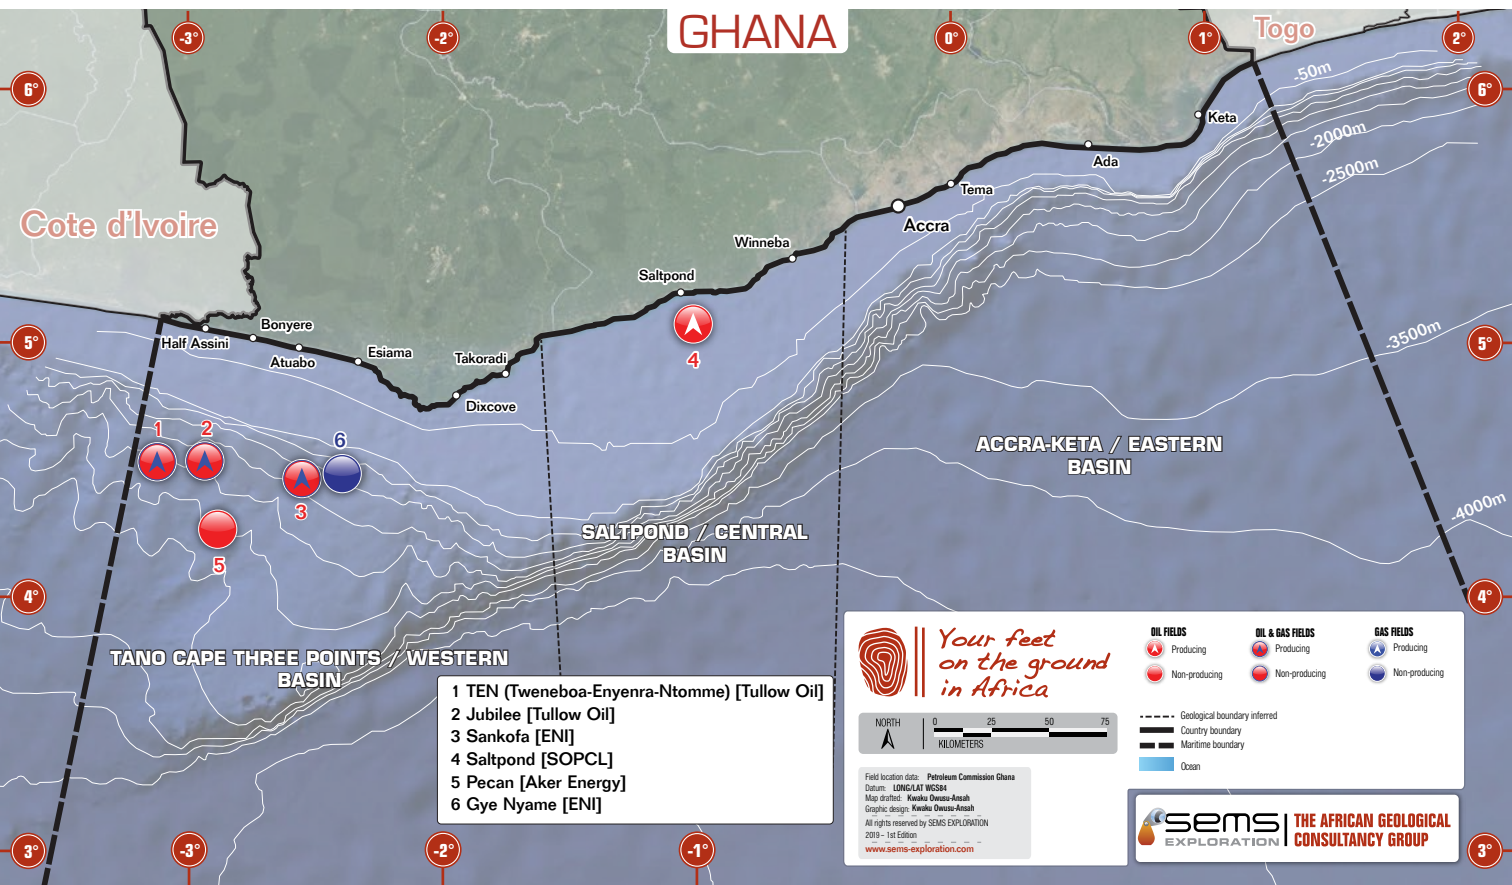 GHANA
-3°
-2°
0°
1°
2°
Togo
-50m
6°
6°
Keta
-2000m
Ada
-2500m
Tema
Cote d'Ivoire
Accra
Winneba
Saltpond
Bonyere
Half Assini
Esiama
Atuabo
Takoradi
Dixcove
5°
5°
-3500m
4
1
2
6
3
5
ACCRA-KETA / EASTERN
BASIN
-4000m
SALTPOND / CENTRAL
BASIN
4°
4°
TANO CAPE THREE POINTS / WESTERN
BASIN
1 TEN (Tweneboa-Enyenra-Ntomme) [Tullow Oil]
2 Jubilee [Tullow Oil]
3 Sankofa [ENI]
4 Saltpond [SOPCL]
5 Pecan [Aker Energy]
6 Gye Nyame [ENI]
Your feet
on the ground
in Africa
OIL FIELDS
Producing
Non-producing
OIL & GAS FIELDS
Producing
Non-producing
GAS FIELDS
Producing
Non-producing
NORTH
0 25 50 75
KILOMETERS
Geological boundary inferred
Country boundary
Maritime boundary
Ocean
Field location data: Petroleum Commission Ghana
Datum: LONG/LAT WGS84
Map drafted: Kwaku Owusu-Ansah
Graphic design: Kwaku Owusu-Ansah
All rights reserved by SEMS EXPLORATION
2019 – 1st Edition
www.sems-exploration.com
sems
EXPLORATION
THE AFRICAN GEOLOGICAL
CONSULTANCY GROUP
3°
-3°
-2°
-1°
3°